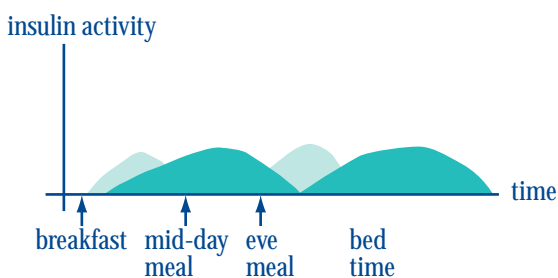 insulin activity
time
breakfast
mid-day
meal
eve
meal
bed
time